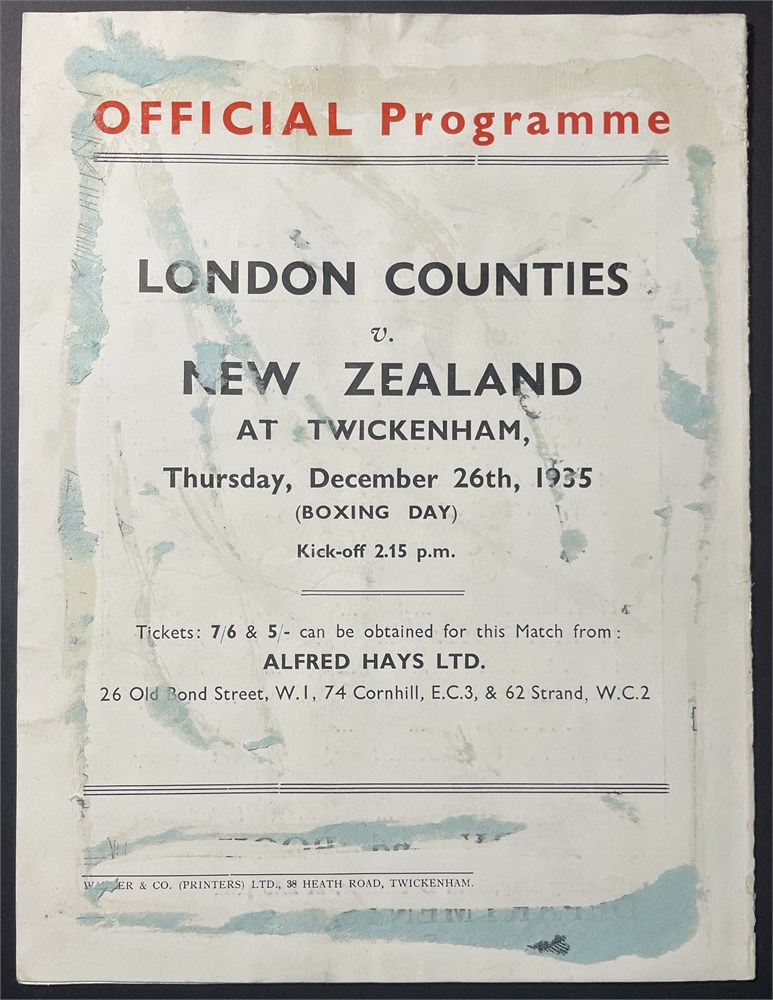 OFFICIAL Programme
LONDON COUNTIES
v.
NEW ZEALAND
AT TWICKENHAM,
Thursday, December 26th, 1935
(BOXING DAY)
Kick-off 2.15 p.m.
Tickets: 7/6 & 5/- can be obtained for this Match from:
ALFRED HAYS LTD.
26 Old Bond Street, W.1, 74 Cornhill, E.C.3, & 62 Strand, W.C.2
& CO. (PRINTERS) LTD., 38 HEATH ROAD, TWICKENHAM.